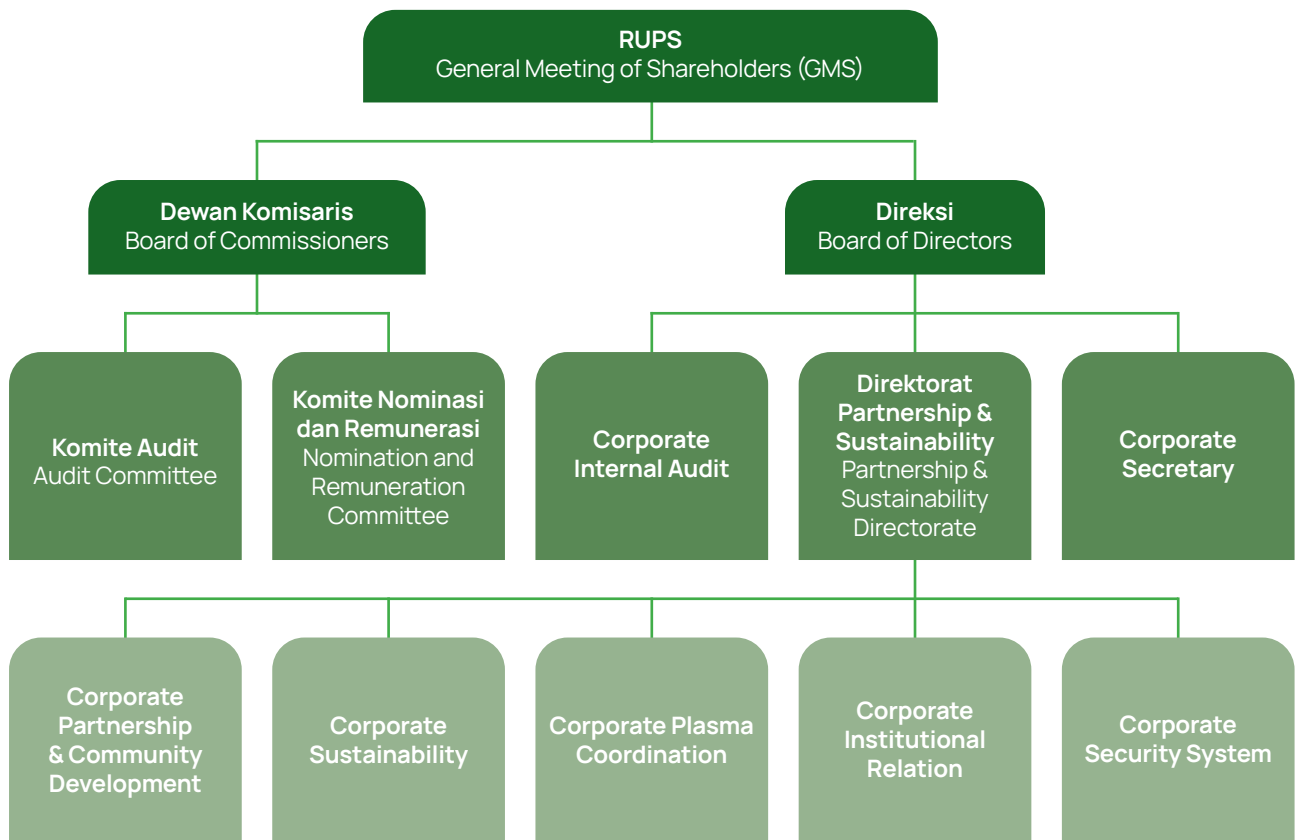 RUPS
General Meeting of Shareholders (GMS)
Dewan Komisaris
Board of Commissioners
Direksi
Board of Directors
Komite Audit
Audit Committee
Komite Nominasi
dan Remunerasi
Nomination and
Remuneration
Committee
Corporate
Internal Audit
Direktorat
Partnership &
Sustainability
Partnership &
Sustainability
Directorate
Corporate
Secretary
Corporate
Partnership
& Community
Development
Corporate
Sustainability
Corporate Plasma
Coordination
Corporate
Institutional
Relation
Corporate
Security System